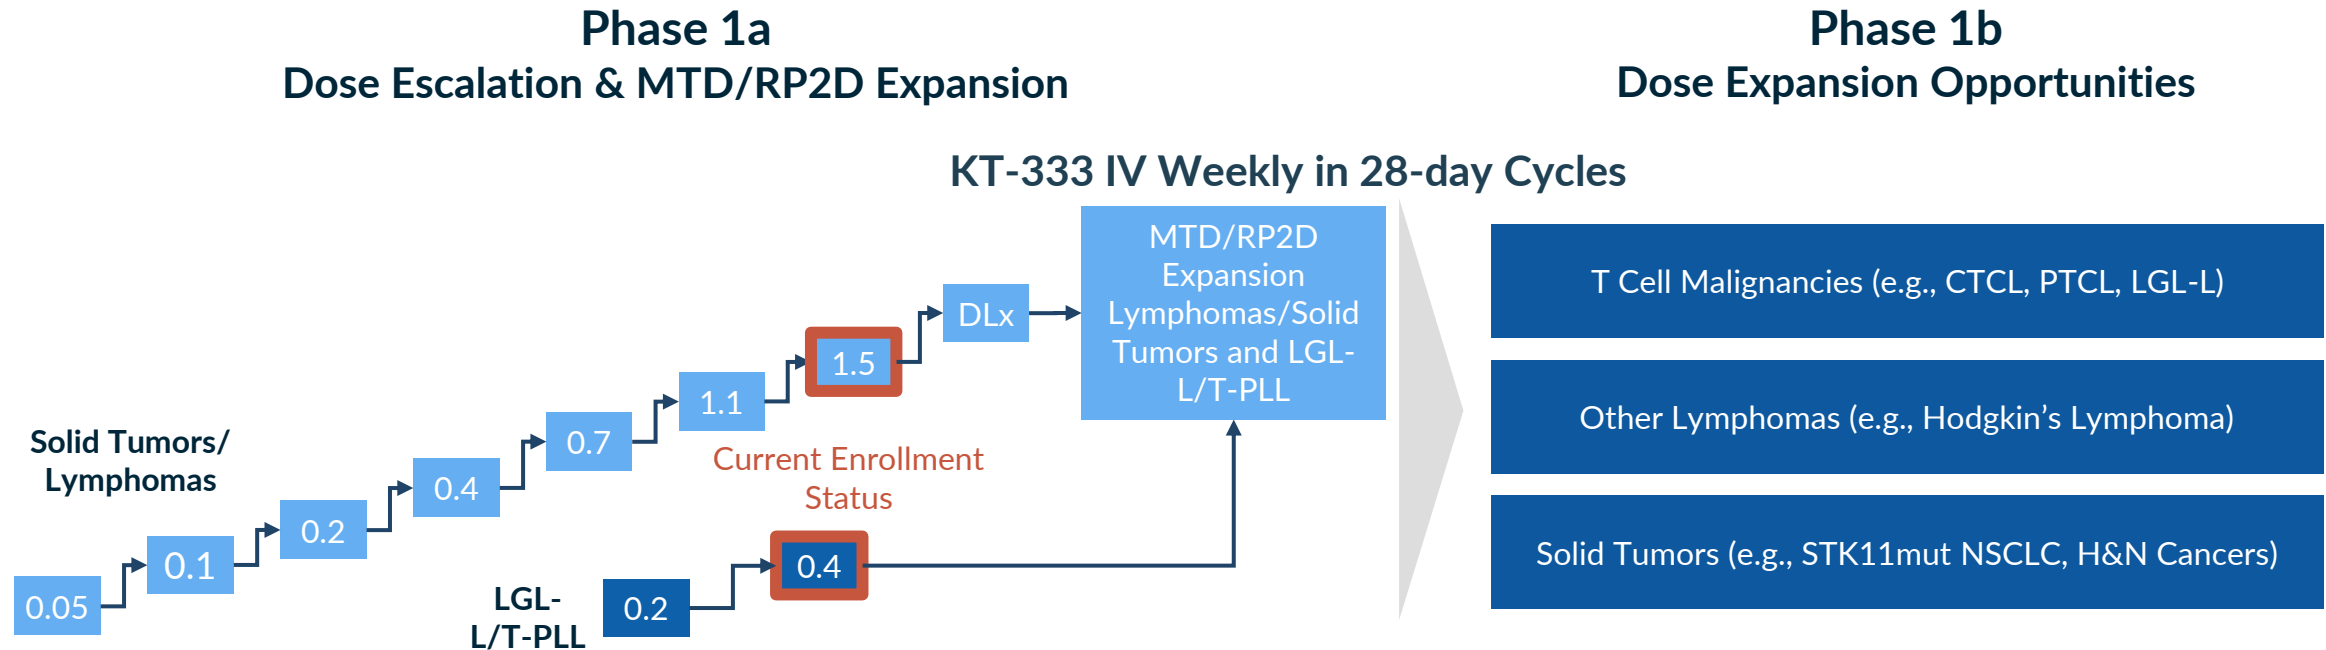 Phase 1a
Dose Escalation & MTD/RP2D Expansion
Phase 1b
Dose Expansion Opportunities
KT-333 IV Weekly in 28-day Cycles
Solid Tumors/
Lymphomas
0.05
0.1
0.2
0.4
0.7
1.1
1.5
DLx
MTD/RP2D
Expansion
Lymphomas/Solid
Tumors and LGL-
L/T-PLL
Current Enrollment
Status
LGL-
L/T-PLL
0.2
0.4
T Cell Malignancies (e.g., CTCL, PTCL, LGL-L)
Other Lymphomas (e.g., Hodgkin’s Lymphoma)
Solid Tumors (e.g., STK11mut NSCLC, H&N Cancers)